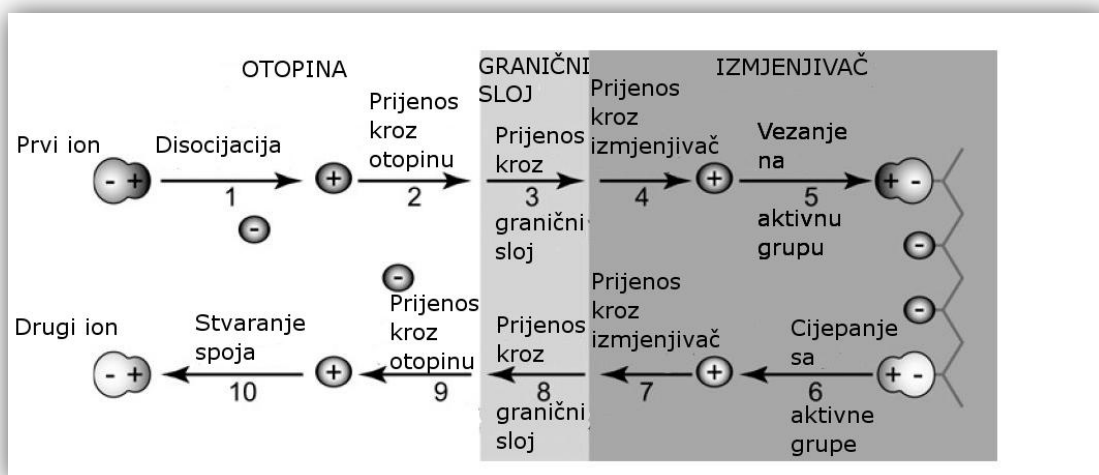 OTOPINA
GRANIČNI
SLOJ
IZMJENJIVAČ
Prvi ion
- +
Disocijacija
1
-
+
Prijenos
kroz
otopinu
2
Prijenos
kroz
3
granični
sloj
Prijenos
kroz
izmjenjivač
4
+
Vezanje
na
5
aktivnu
grupu
+ -
-
-
Drugi ion
- +
Stvaranje
spoja
10
+
-
Prijenos
kroz
otopinu
9
Prijenos
kroz
8
granični
sloj
Prijenos
kroz
izmjenjivač
7
+
Cijepanje
sa
6
aktivne
grupe
+ -